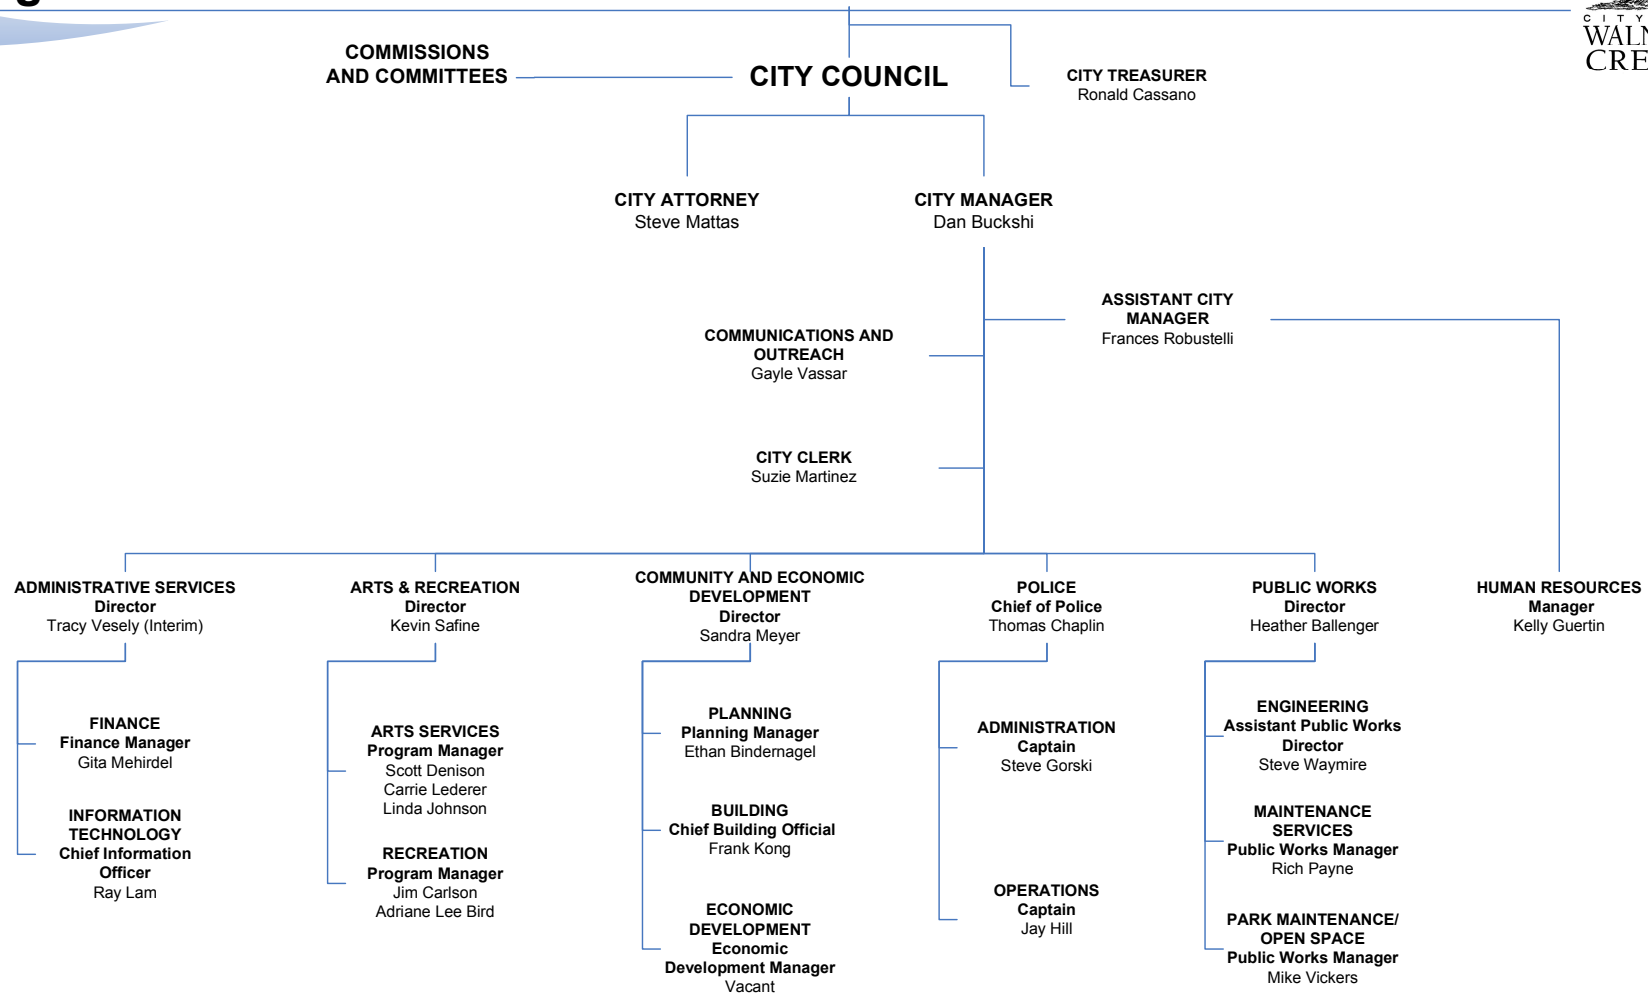 COMMISSIONS
AND COMMITTEES
CITY COUNCIL
CITY TREASURER
Ronald Cassano
CITY ATTORNEY
Steve Mattas
CITY MANAGER
Dan Buckshi
ASSISTANT CITY
MANAGER
Frances Robustelli
COMMUNICATIONS AND
OUTREACH
Gayle Vassar
CITY CLERK
Suzie Martinez
ADMINISTRATIVE SERVICES
Director
Tracy Vesely (Interim)
FINANCE
Finance Manager
Gita Mehirdel
INFORMATION
TECHNOLOGY
Chief Information
Officer
Ray Lam
ARTS & RECREATION
Director
Kevin Safine
ARTS SERVICES
Program Manager
Scott Denison
Carrie Lederer
Linda Johnson
RECREATION
Program Manager
Jim Carlson
Adriane Lee Bird
COMMUNITY AND ECONOMIC
DEVELOPMENT
Director
Sandra Meyer
PLANNING
Planning Manager
Ethan Bindernagel
BUILDING
Chief Building Official
Frank Kong
ECONOMIC
DEVELOPMENT
Economic
Development Manager
Vacant
POLICE
Chief of Police
Thomas Chaplin
ADMINISTRATION
Captain
Steve Gorski
OPERATIONS
Captain
Jay Hill
PUBLIC WORKS
Director
Heather Ballenger
ENGINEERING
Assistant Public Works
Director
Steve Waymire
MAINTENANCE
SERVICES
Public Works Manager
Rich Payne
PARK MAINTENANCE/
OPEN SPACE
Public Works Manager
Mike Vickers
HUMAN RESOURCES
Manager
Kelly Guertin
CITY
WALN
CRE